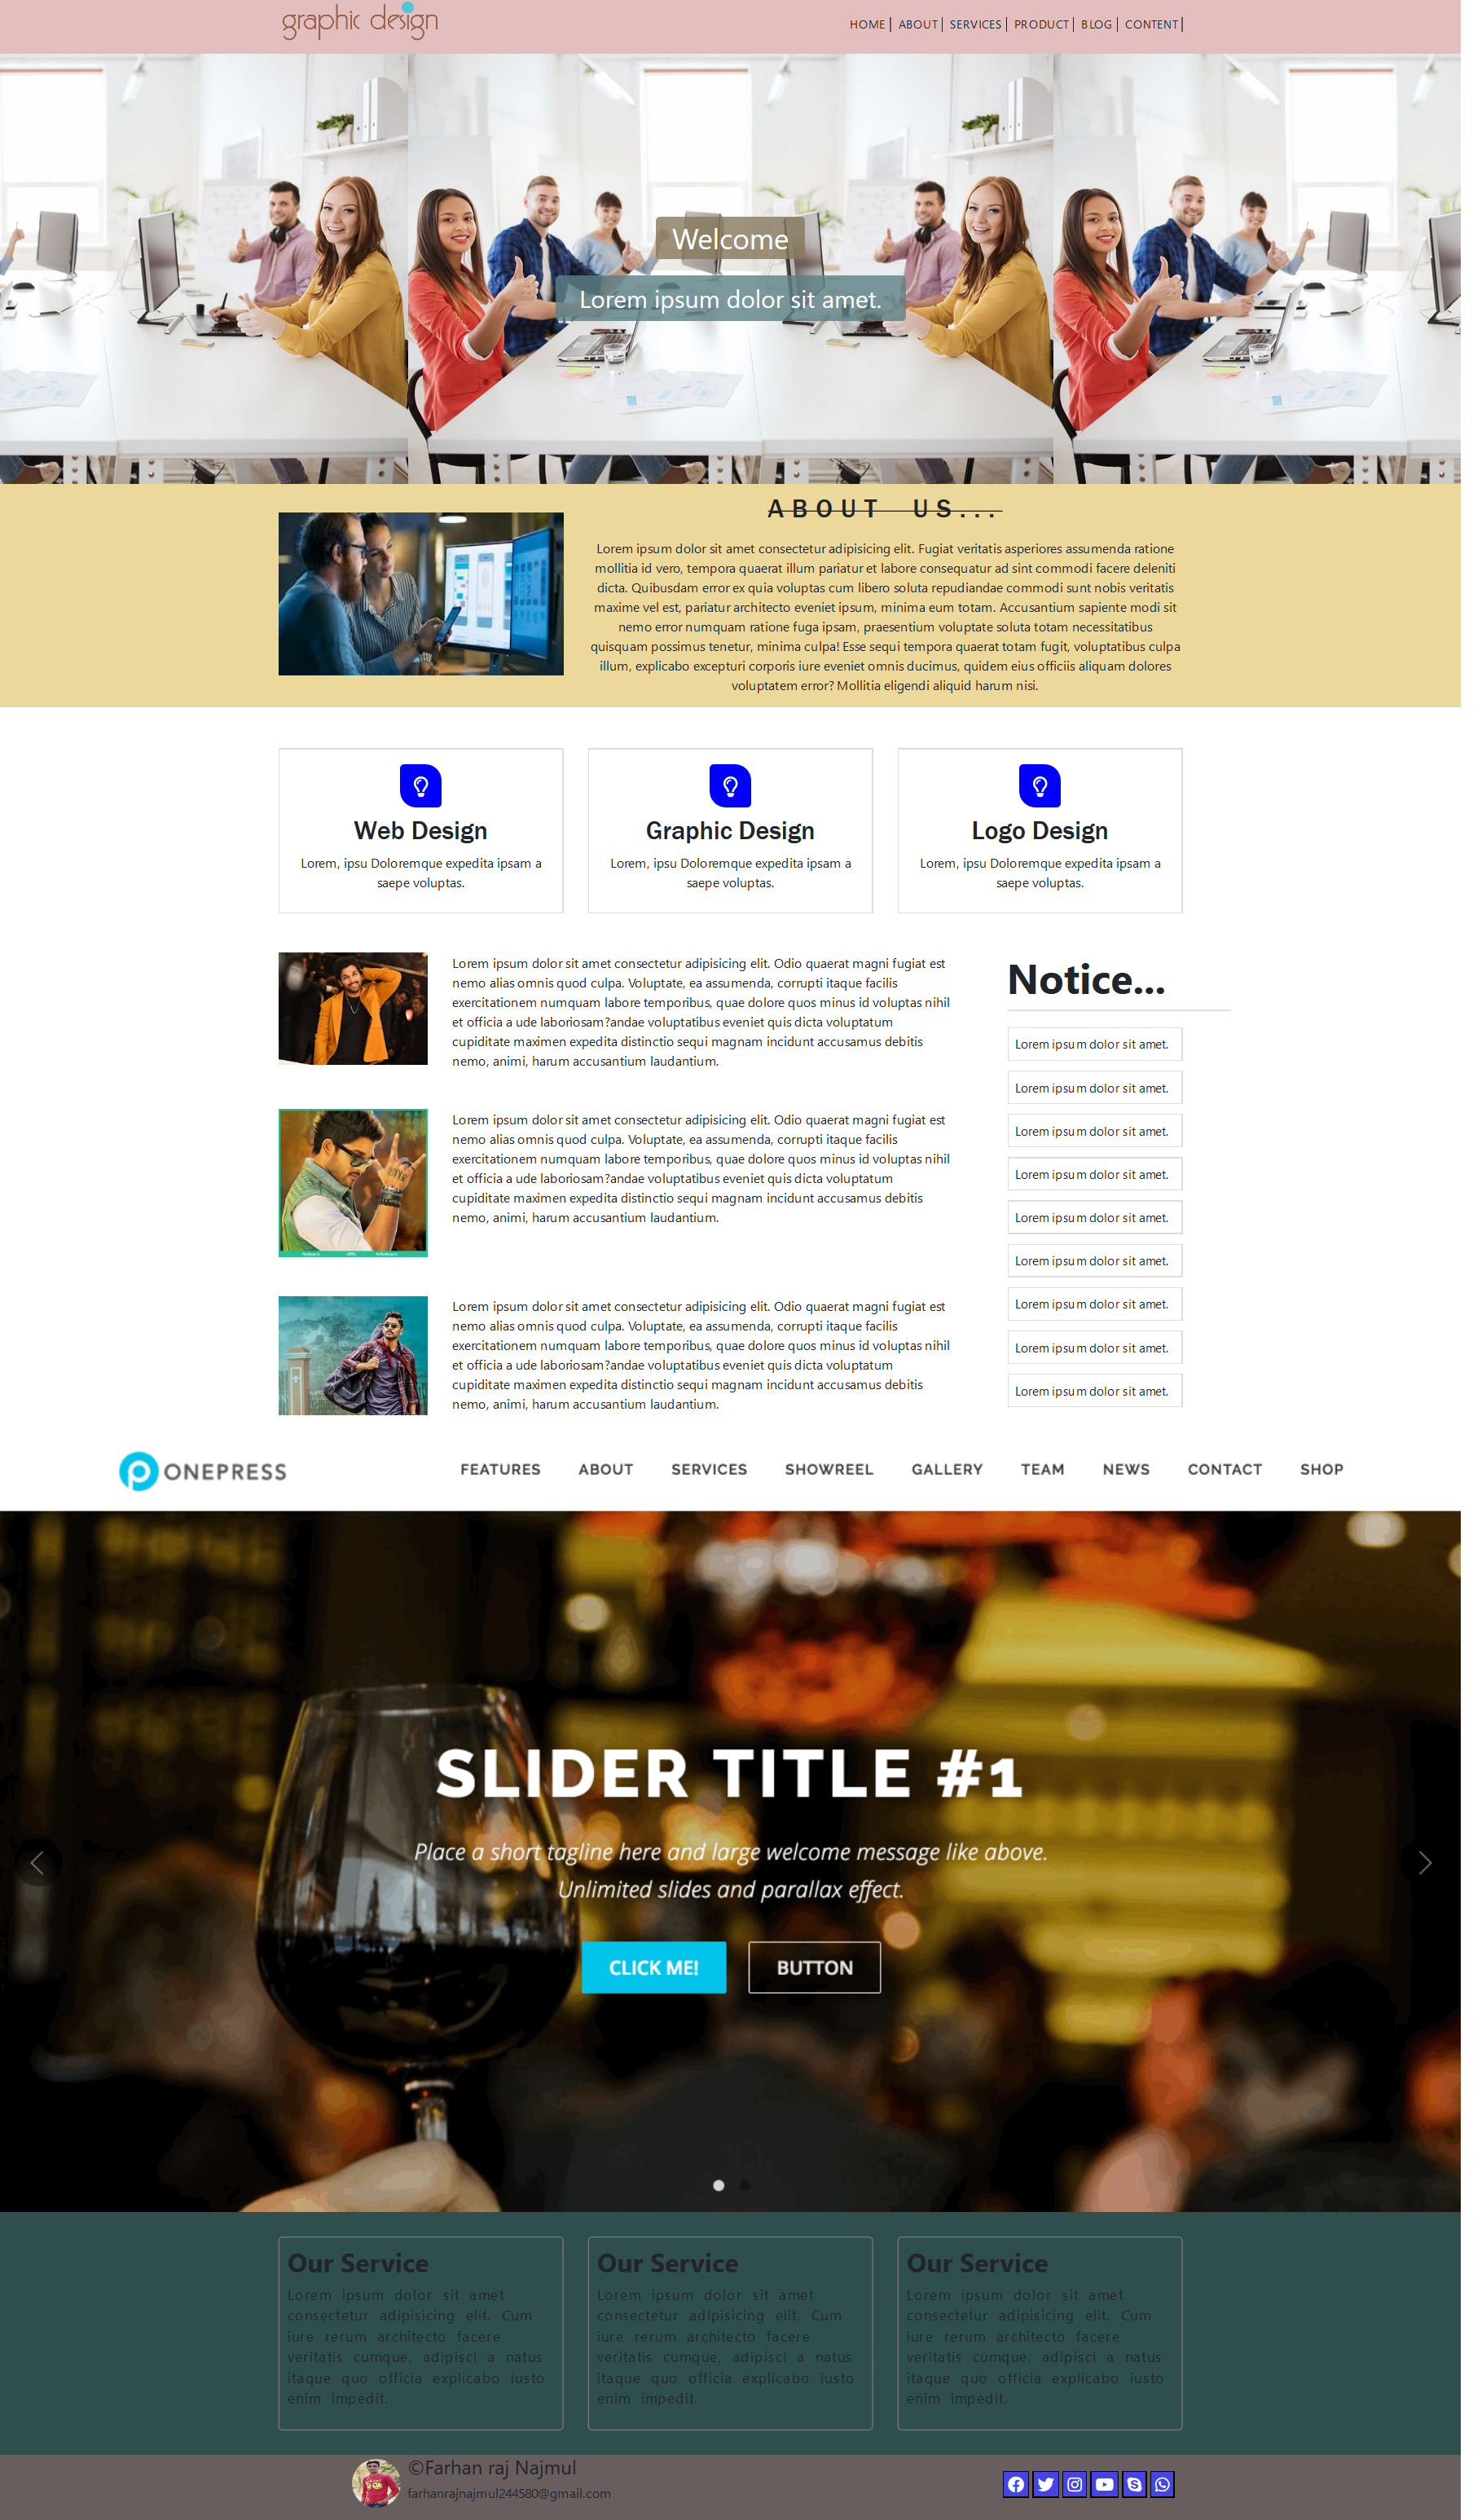 graphic design
HOME | ABOUT | SERVICES | PRODUCT | BLOG | CONTENT |
Welcome
Lorem ipsum dolor sit amet.
ABOUT US...
Lorem ipsum dolor sit amet consectetur adipisicing elit. Fugiat veritatis asperiores assumenda ratione
mollitia id vero, tempora quaerat illum pariatur et labore consequatur ad sint commodi facere deleniti
dicta. Quibusdam error ex quia voluptas cum libero soluta repudiandae commodi sunt nobis veritatis
maxime vel est, pariatur architecto eveniet ipsum, minima eum totam. Accusantium sapiente modi sit
nemo error numquam ratione fuga ipsam, praesentium voluptate soluta totam necessitatibus
quisquam possimus tenetur, minima culpa! Esse sequi tempora quaerat totam fugit, voluptatibus culpa
illum, explicabo excepturi corporis iure eveniet omnis ducimus, quidem eius officiis aliquam dolores
voluptatem error? Mollitia eligendi aliquid harum nisi.
Web Design
Lorem, ipsu Doloremque expedita ipsam a
saepe voluptas.
Graphic Design
Lorem, ipsu Doloremque expedita ipsam a
saepe voluptas.
Logo Design
Lorem, ipsu Doloremque expedita ipsam a
saepe voluptas.
Lorem ipsum dolor sit amet consectetur adipisicing elit. Odio quaerat magni fugiat est
nemo alias omnis quod culpa. Voluptate, ea assumenda, corrupti itaque facilis
exercitationem numquam labore temporibus, quae dolore quos minus id voluptas nihil
et officia a ude laboriosam?andae voluptatibus eveniet quis dicta voluptatum
cupiditate maximen expedita distinctio sequi magnam incidunt accusamus debitis
nemo, animi, harum accusantium laudantium.
Lorem ipsum dolor sit amet consectetur adipisicing elit. Odio quaerat magni fugiat est
nemo alias omnis quod culpa. Voluptate, ea assumenda, corrupti itaque facilis
exercitationem numquam labore temporibus, quae dolore quos minus id voluptas nihil
et officia a ude laboriosam?andae voluptatibus eveniet quis dicta voluptatum
cupiditate maximen expedita distinctio sequi magnam incidunt accusamus debitis
nemo, animi, harum accusantium laudantium.
Lorem ipsum dolor sit amet consectetur adipisicing elit. Odio quaerat magni fugiat est
nemo alias omnis quod culpa. Voluptate, ea assumenda, corrupti itaque facilis
exercitationem numquam labore temporibus, quae dolore quos minus id voluptas nihil
et officia a ude laboriosam?andae voluptatibus eveniet quis dicta voluptatum
cupiditate maximen expedita distinctio sequi magnam incidunt accusamus debitis
nemo, animi, harum accusantium laudantium.
Notice...
Lorem ipsum dolor sit amet.
Lorem ipsum dolor sit amet.
Lorem ipsum dolor sit amet.
Lorem ipsum dolor sit amet.
Lorem ipsum dolor sit amet.
Lorem ipsum dolor sit amet.
Lorem ipsum dolor sit amet.
Lorem ipsum dolor sit amet.
Lorem ipsum dolor sit amet.
ONEPRESS
FEATURES ABOUT SERVICES SHOWREEL GALLERY TEAM NEWS CONTACT SHOP
SLIDER TITLE #1
Place a short tagline here and large welcome message like above.
Unlimited slides and parallax effect.
CLICK ME! BUTTON
Our Service
Lorem ipsum dolor sit amet
consectetur adipisicing elit. Cum
iure rerum architecto facere
veritatis cumque, adipisci a natus
itaque quo officia explicabo iusto
enim impedit.
Our Service
Lorem ipsum dolor sit amet
consectetur adipisicing elit. Cum
iure rerum architecto facere
veritatis cumque, adipisci a natus
itaque quo officia explicabo iusto
enim impedit.
Our Service
Lorem ipsum dolor sit amet
consectetur adipisicing elit. Cum
iure rerum architecto facere
veritatis cumque, adipisci a natus
itaque quo officia explicabo iusto
enim impedit.
©Farhan raj Najmul
farhanrajnajmul244580@gmail.com